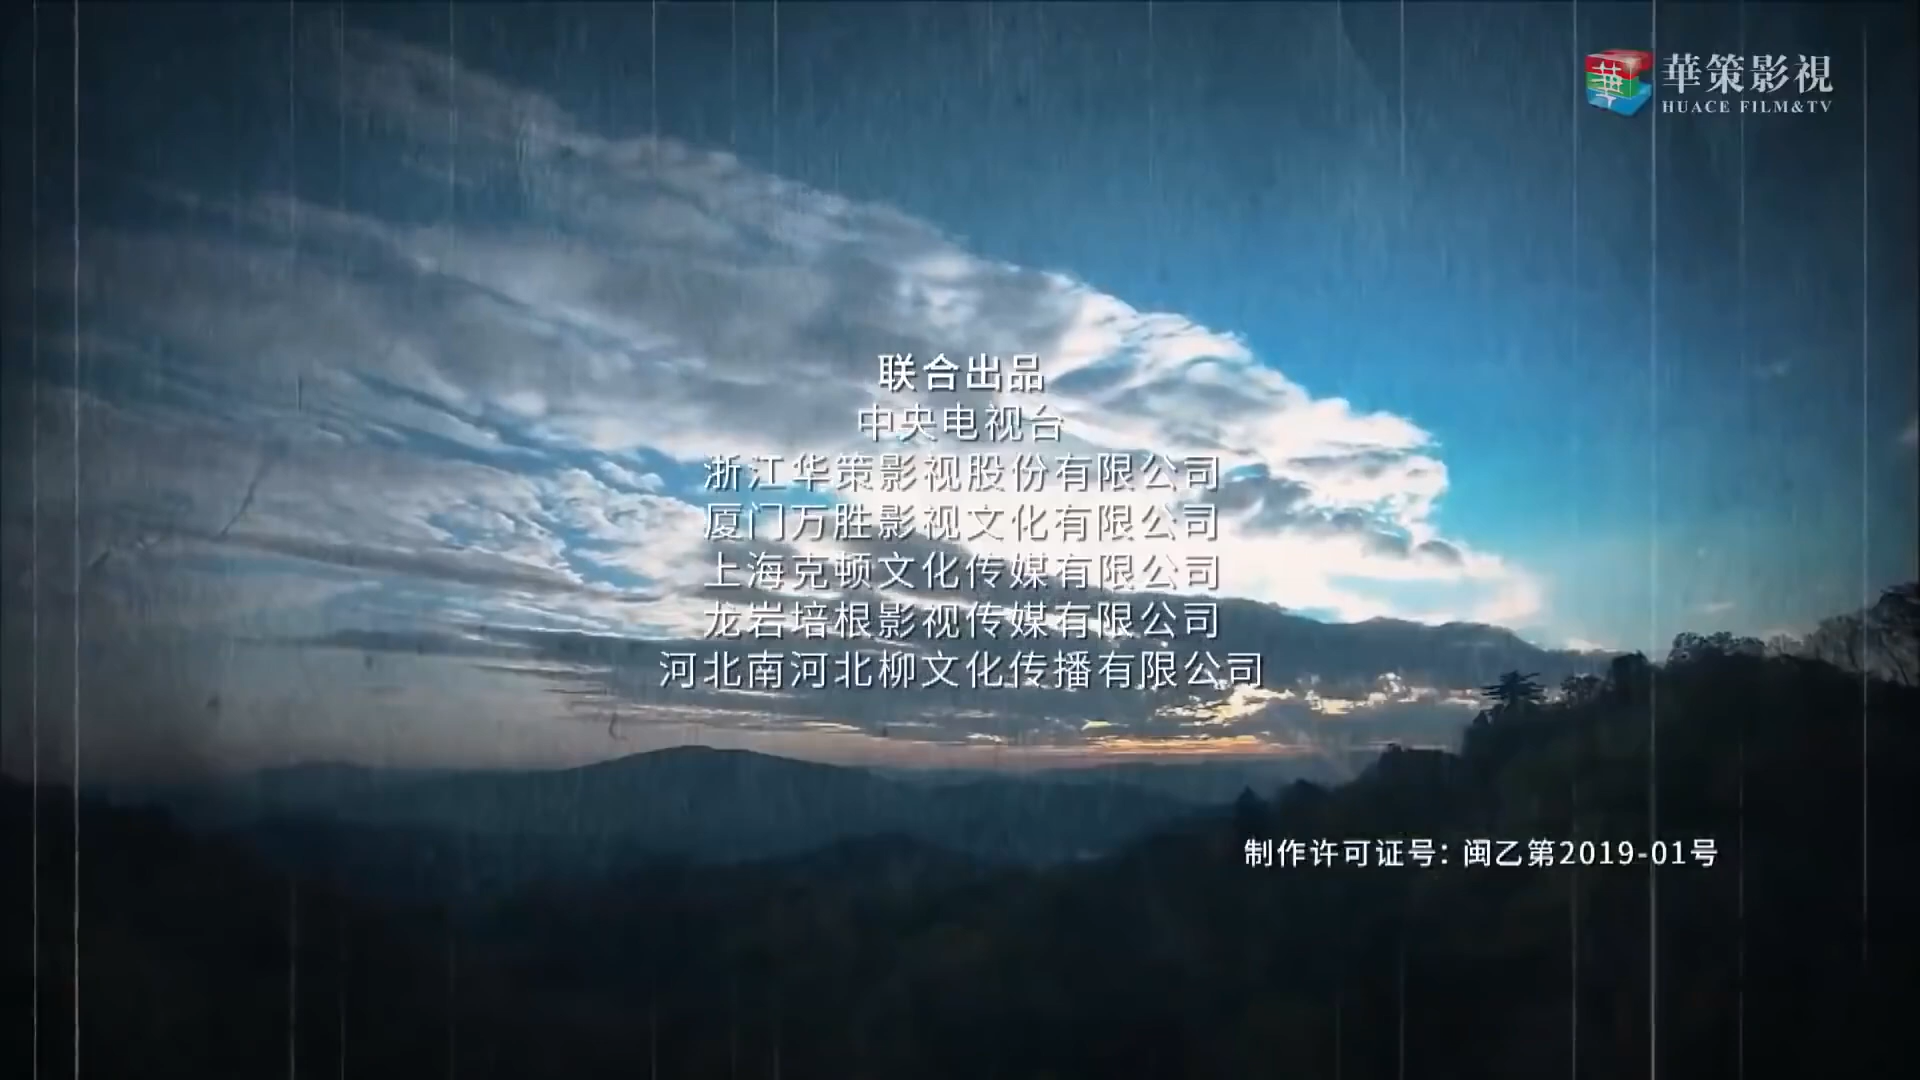 華策影視
HUACE FILM&TV
联合出品
中央电视台
浙江华策影视股份有限公司
厦门万胜影视文化有限公司
上海克顿文化传媒有限公司
龙岩培根影视传媒有限公司
河北南河北柳文化传播有限公司
制作许可证号: 闽乙第2019-01号